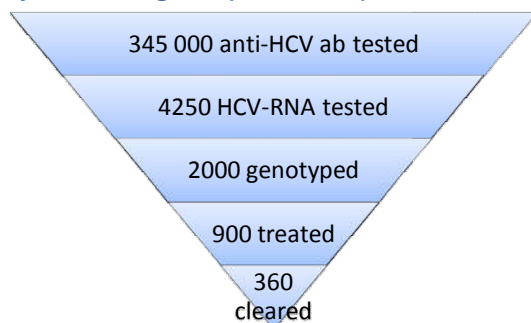 345 000 anti-HCV ab tested
4250 HCV-RNA tested
2000 genotyped
900 treated
360
cleared